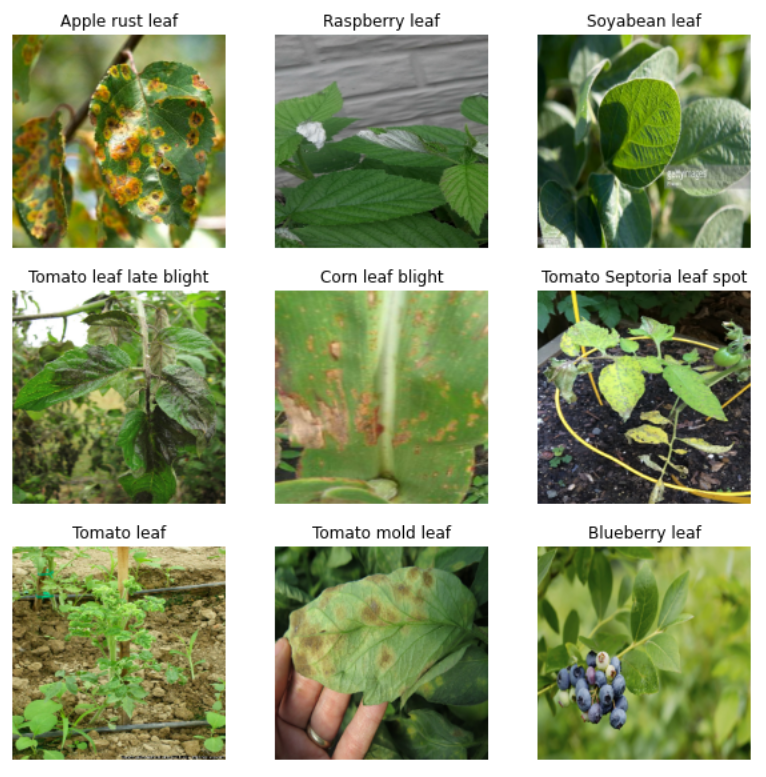 Apple rust leaf
Raspberry leaf
Soyabean leaf
gettyimages
Tomato leaf late blight
Corn leaf blight
Tomato Septoria leaf spot
Tomato leaf
Tomato mold leaf
Blueberry leaf